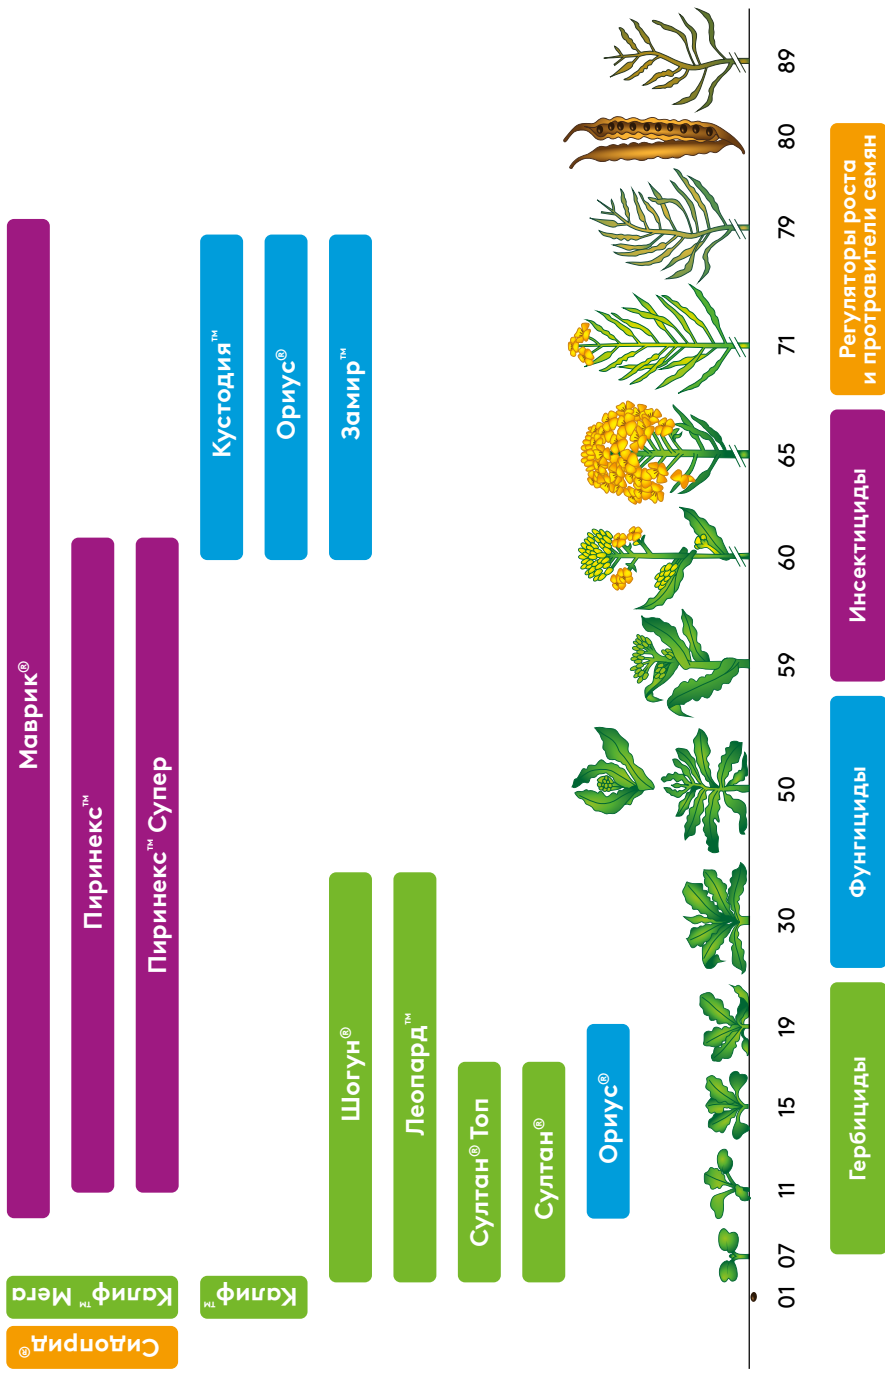 Сидоприд®
Калиф™ Мега
Калиф™
Маврик®
Пиринекс™
Пиринекс™ Супер
Кустодия™
Ориус®
Замир™
Шогун®
Леопард™
Султан® Топ
Султан®
Ориус®
01
07
11
15
19
30
50
59
60
65
71
79
80
89
Гербициды
Фунгициды
Инсектициды
Регуляторы роста
и протравители семян